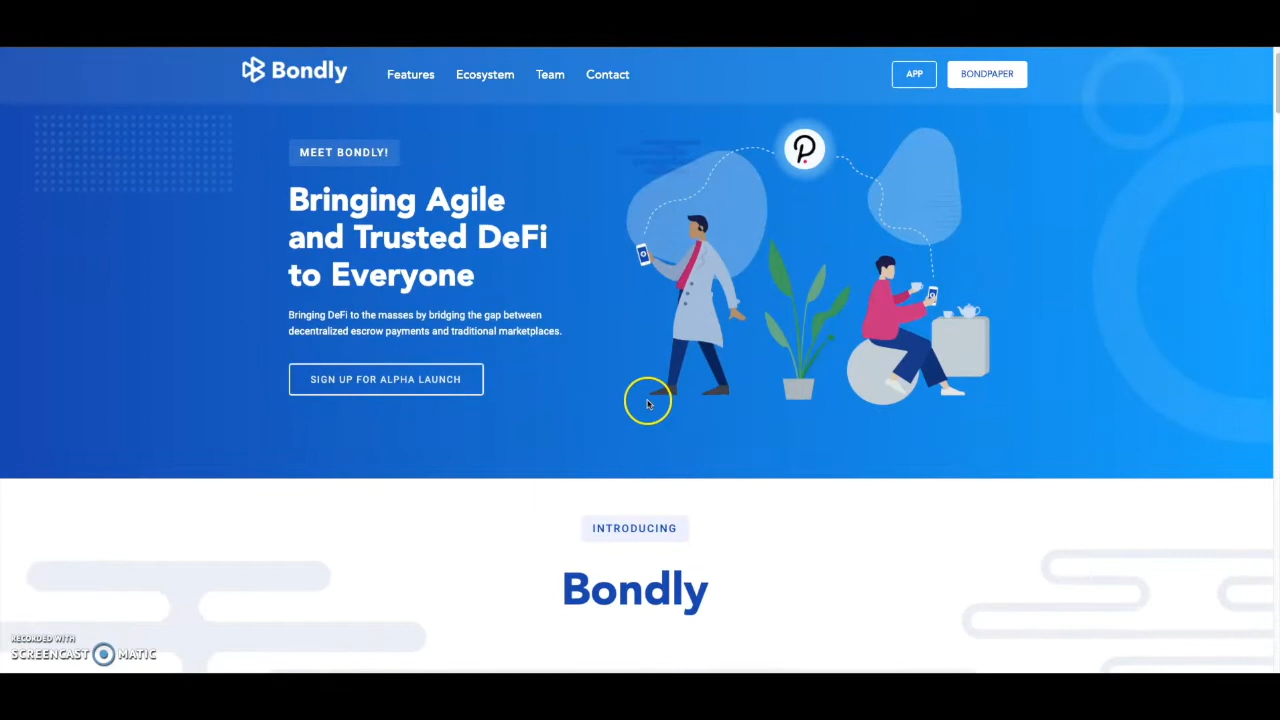 Bondly
Features
Ecosystem
Team
Contact
APP
BONDPAPER
MEET BONDLY!
Bringing Agile
and Trusted DeFi
to Everyone
Bringing DeFi to the masses by bridging the gap between
decentralized escrow payments and traditional marketplaces.
SIGN UP FOR ALPHA LAUNCH
INTRODUCING
Bondly
RECORDED WITH
SCREENCAST MATIC